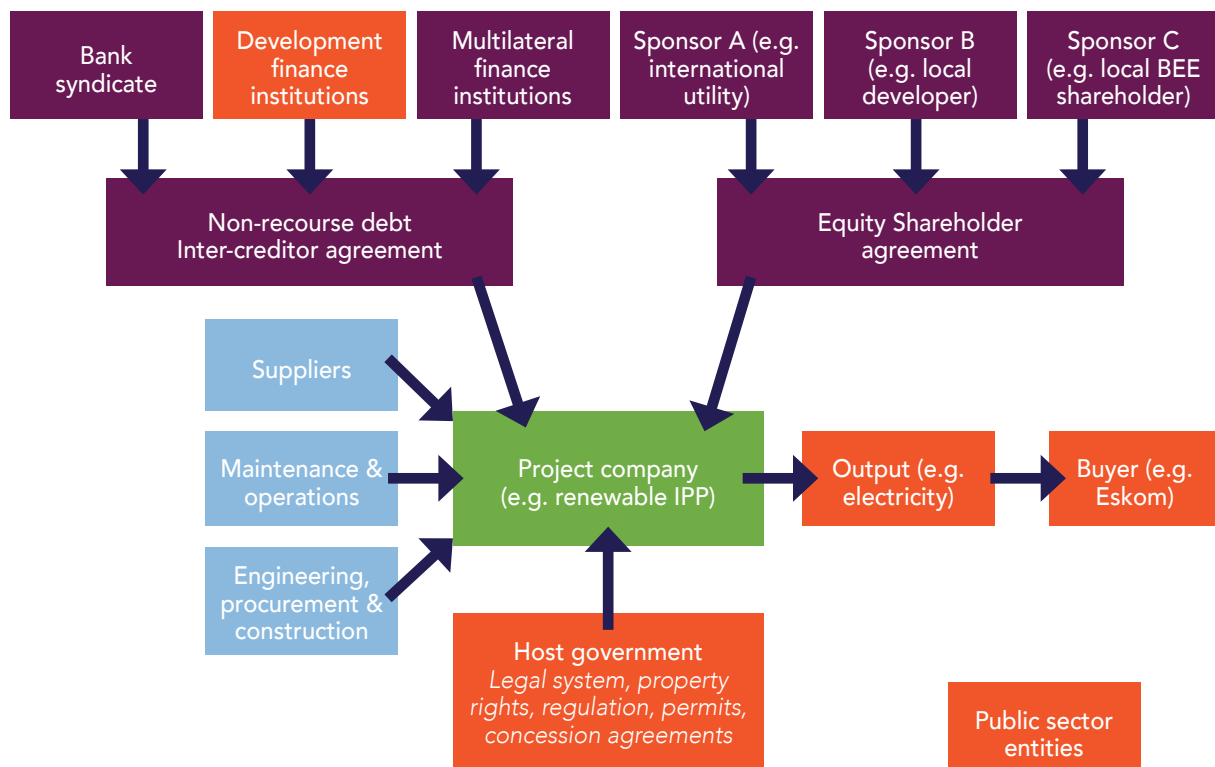 Bank
syndicate
Development
finance
institutions
Multilateral
finance
institutions
Sponsor A (e.g.
international
utility)
Sponsor B
(e.g. local
developer)
Sponsor C
(e.g. local BEE
shareholder)
Non-recourse debt
Inter-creditor agreement
Equity Shareholder
agreement
Suppliers
Maintenance &
operations
Engineering,
procurement &
construction
Project company
(e.g. renewable IPP)
Output (e.g.
electricity)
Buyer (e.g.
Eskom)
Host government
Legal system, property
rights, regulation, permits,
concession agreements
Public sector
entities